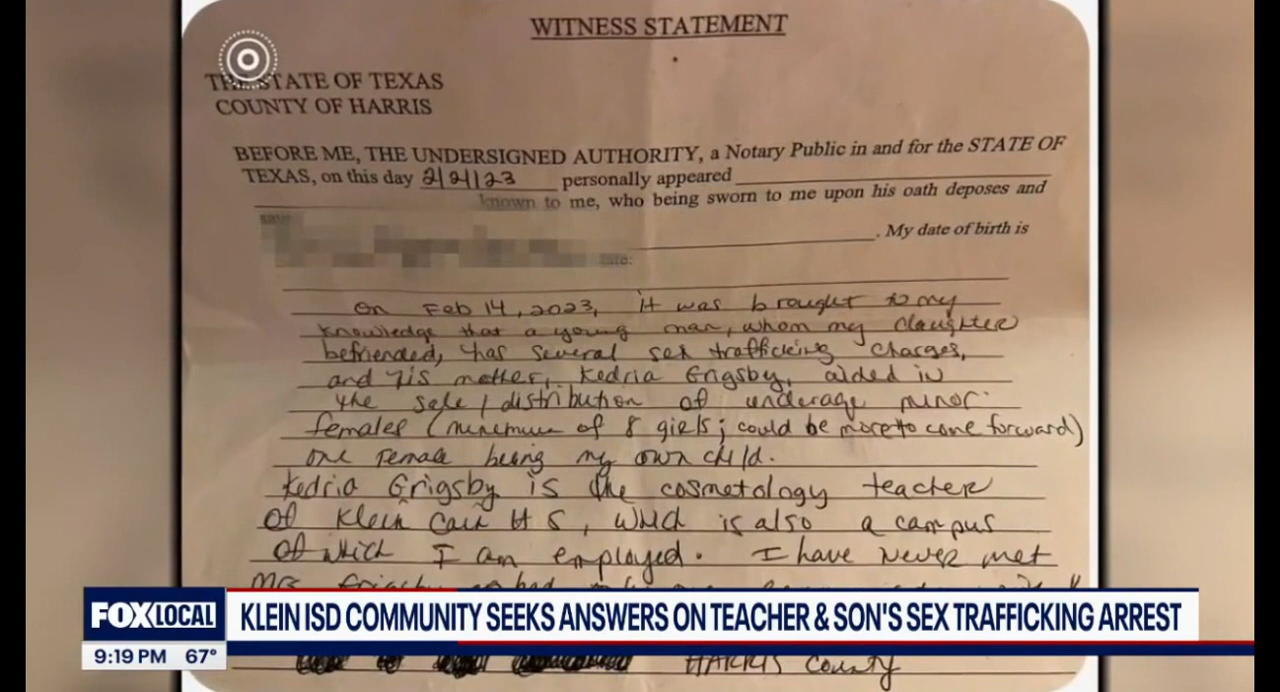 WITNESS STATEMENT
THE STATE OF TEXAS
COUNTY OF HARRIS
BEFORE ME, THE UNDERSIGNED AUTHORITY, a Notary Public in and for the STATE OF
TEXAS, on this day 2/21/23 personally appeared
known to me, who being sworn to me upon his oath deposes and
. My date of birth is
On Feb 14, 2023, it was brought to my
knowledge that a young man, whom my daughter
befriended, has several sex trafficking charges,
and his mother, Kedria Grigsby, aided in
the sale / distribution of underage minor
females (minimum of 8 girls; could be more to come forward)
one female being my own child.
Kedria Grigsby is the cosmetology teacher
of Klein Cain H S, which is also a campus
of which I am employed. I have never met
Mrs.
HARRIS County
FOX LOCAL
KLEIN ISD COMMUNITY SEEKS ANSWERS ON TEACHER & SON'S SEX TRAFFICKING ARREST
9:19 PM 67°